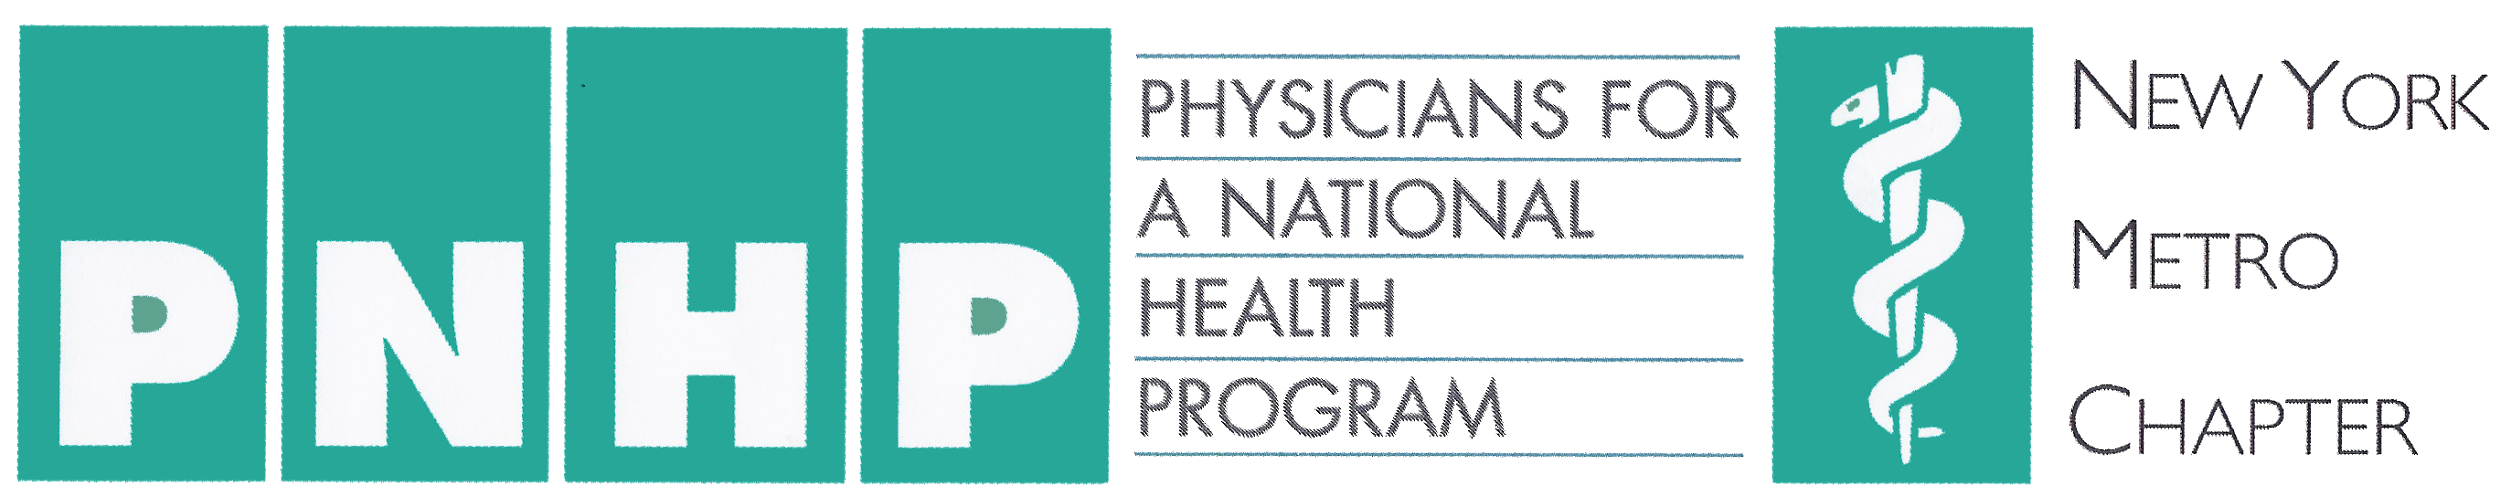 PNHP
PHYSICIANS FOR
A NATIONAL
HEALTH
PROGRAM
NEW YORK
METRO
CHAPTER